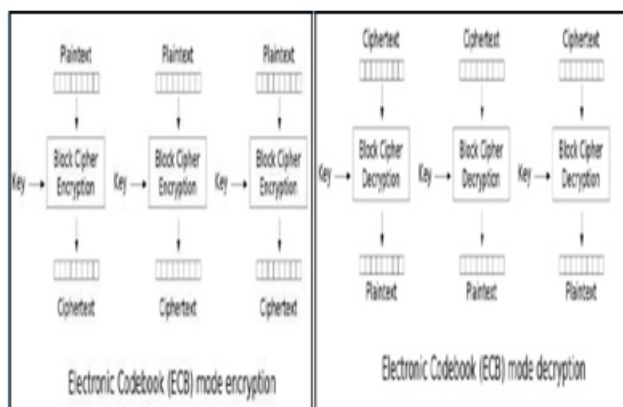 Plaintext Plaintext Plaintext
Key Block Cipher Encryption Key Block Cipher Encryption Key Block Cipher Encryption
Ciphertext Ciphertext Ciphertext
Electronic Codebook (ECB) mode encryption
Ciphertext Ciphertext Ciphertext
Key Block Cipher Decryption Key Block Cipher Decryption Key Block Cipher Decryption
Plaintext Plaintext Plaintext
Electronic Codebook (ECB) mode decryption